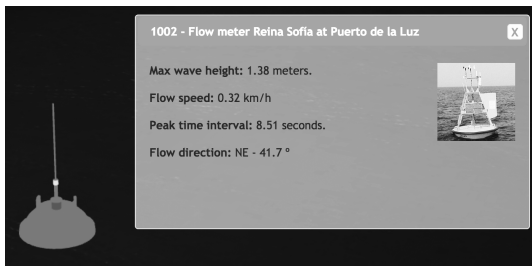 1002 - Flow meter Reina Sofía at Puerto de la Luz
X
Max wave height: 1.38 meters.
Flow speed: 0.32 km/h
Peak time interval: 8.51 seconds.
Flow direction: NE - 41.7 º